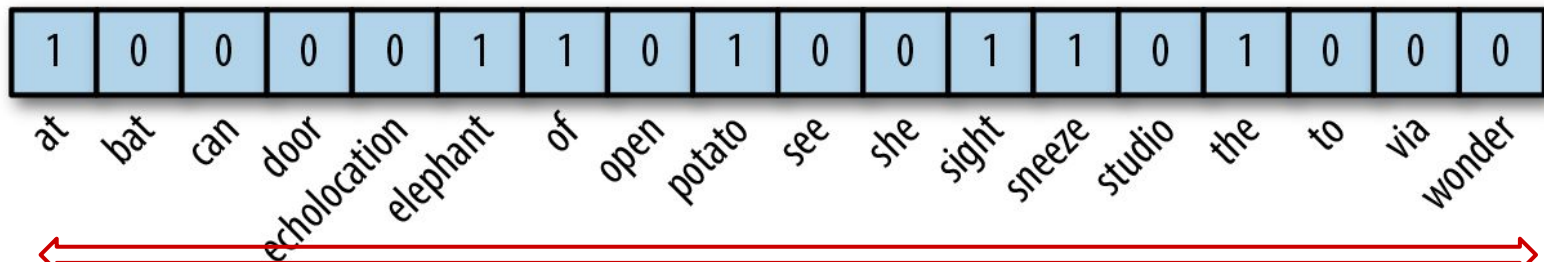 1 0 0 0 0 1 1 0 1 0 0 1 1 0 1 0 0 0
at bat can door echolocation elephant of open potato see she sight sneeze studio the to via wonder